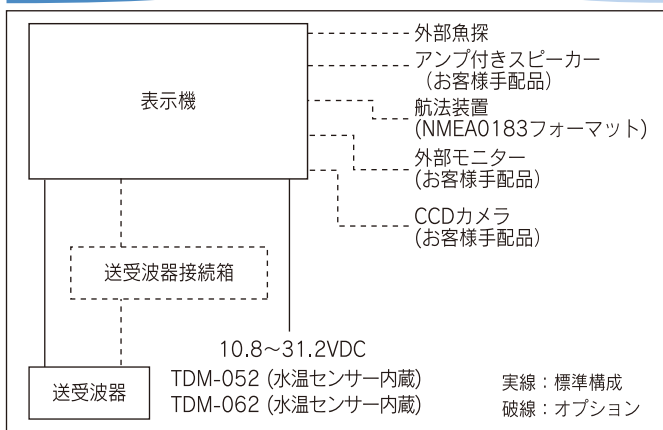 表示機
外部魚探
アンプ付きスピーカー
(お客様手配品)
航法装置
(NMEA0183フォーマット)
外部モニター
(お客様手配品)
CCDカメラ
(お客様手配品)
送受波器接続箱
10.8～31.2VDC
送受波器
TDM-052 (水温センサー内蔵)
TDM-062 (水温センサー内蔵)
実線：標準構成
破線：オプション